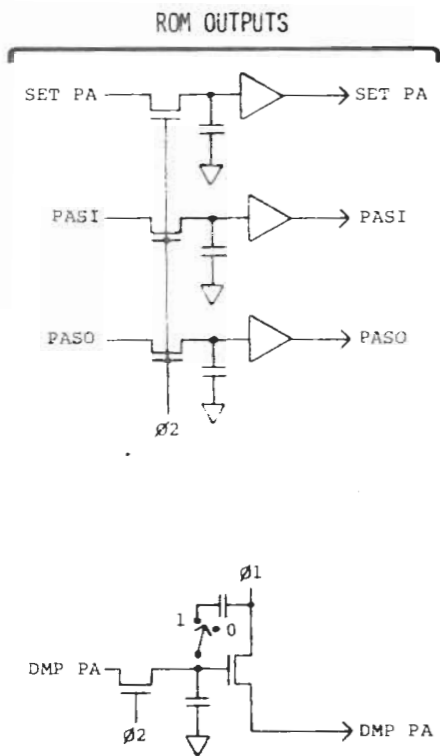 ROM OUTPUTS
SET PA SET PA
PASI PASI
PASO PASO
Ø2
Ø1
1 0
DMP PA
Ø2
DMP PA